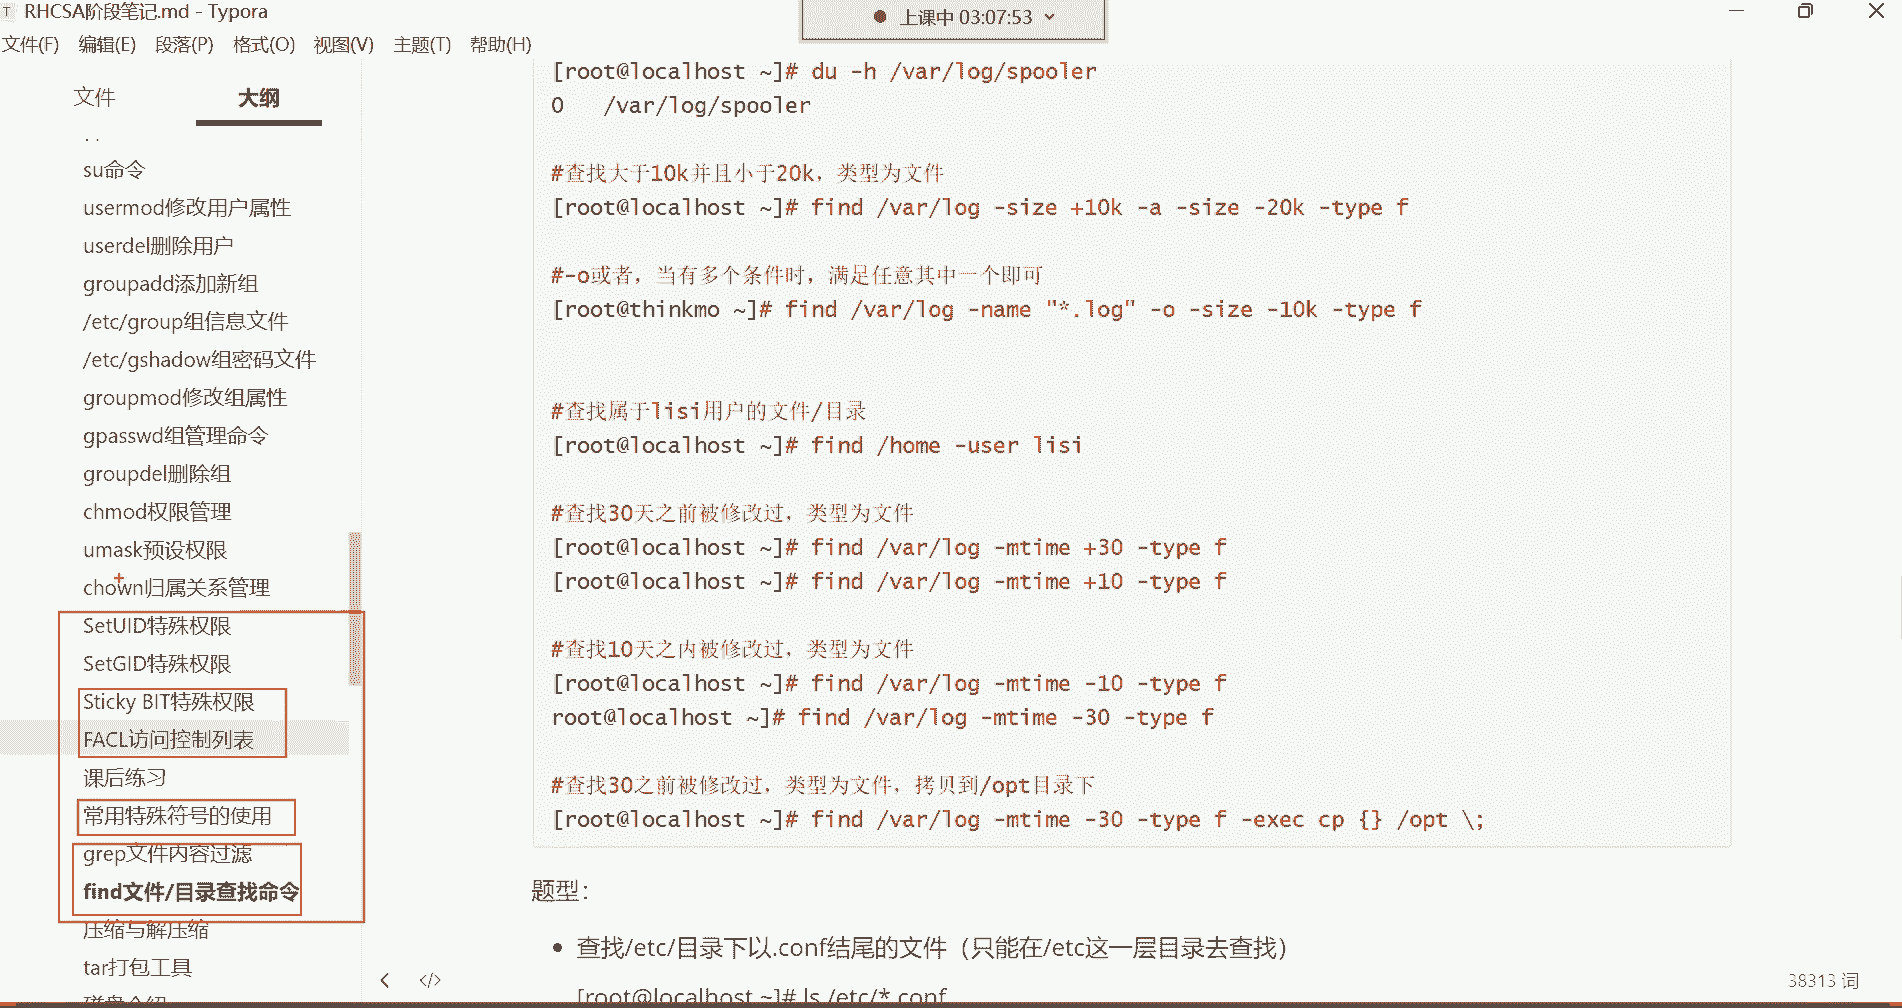 RHCSA阶段笔记.md - Typora
上课中 03:07:53
文件(F) 编辑(E) 段落(P) 格式(O) 视图(V) 主题(T) 帮助(H)
文件 大纲
su命令
usermod修改用户属性
userdel删除用户
groupadd添加新组
/etc/group组信息文件
/etc/gshadow组密码文件
groupmod修改组属性
gpasswd组管理命令
groupdel删除组
chmod权限管理
umask预设权限
chown归属关系管理
SetUID特殊权限
SetGID特殊权限
Sticky BIT特殊权限
FACL访问控制列表
课后练习
常用特殊符号的使用
grep文件内容过滤
find文件/目录查找命令
压缩与解压缩
tar打包工具
磁盘介绍
[root@localhost ~]# du -h /var/log/spooler
0 /var/log/spooler
#查找大于10k并且小于20k，类型为文件
[root@localhost ~]# find /var/log -size +10k -a -size -20k -type f
#-o或者，当有多个条件时，满足任意其中一个即可
[root@thinkmo ~]# find /var/log -name "*.log" -o -size -10k -type f
#查找属于lisi用户的文件/目录
[root@localhost ~]# find /home -user lisi
#查找30天之前被修改过，类型为文件
[root@localhost ~]# find /var/log -mtime +30 -type f
[root@localhost ~]# find /var/log -mtime +10 -type f
#查找10天之内被修改过，类型为文件
[root@localhost ~]# find /var/log -mtime -10 -type f
root@localhost ~]# find /var/log -mtime -30 -type f
#查找30之前被修改过，类型为文件，拷贝到/opt目录下
[root@localhost ~]# find /var/log -mtime -30 -type f -exec cp {} /opt \;
题型：
查找/etc/目录下以.conf结尾的文件（只能在/etc这一层目录去查找）
[root@localhost ~]# ls /etc/*.conf
38313 词